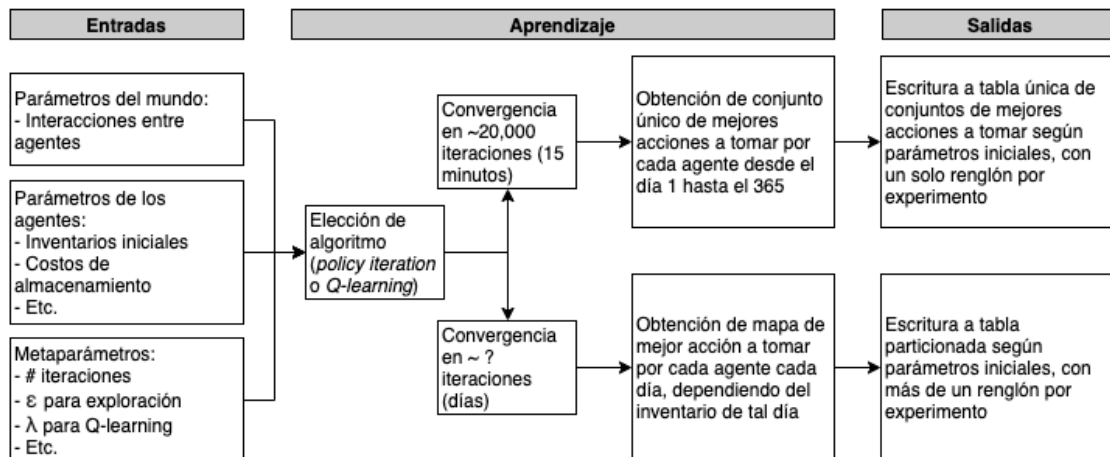 Entradas
Aprendizaje
Salidas
Parámetros del mundo:
- Interacciones entre
agentes
Parámetros de los
agentes:
- Inventarios iniciales
- Costos de
almacenamiento
- Etc.
Metaparámetros:
- # iteraciones
- ε para exploración
- λ para Q-learning
- Etc.
Elección de
algoritmo
(policy iteration
o Q-learning)
Convergencia
en ~20,000
iteraciones (15
minutos)
Obtención de conjunto
único de mejores
acciones a tomar por
cada agente desde el
día 1 hasta el 365
Escritura a tabla única de
conjuntos de mejores
acciones a tomar según
parámetros iniciales, con
un solo renglón por
experimento
Convergencia
en ~ ?
iteraciones
(días)
Obtención de mapa de
mejor acción a tomar
por cada agente cada
día, dependiendo del
inventario de tal día
Escritura a tabla
particionada según
parámetros iniciales, con
más de un renglón por
experimento